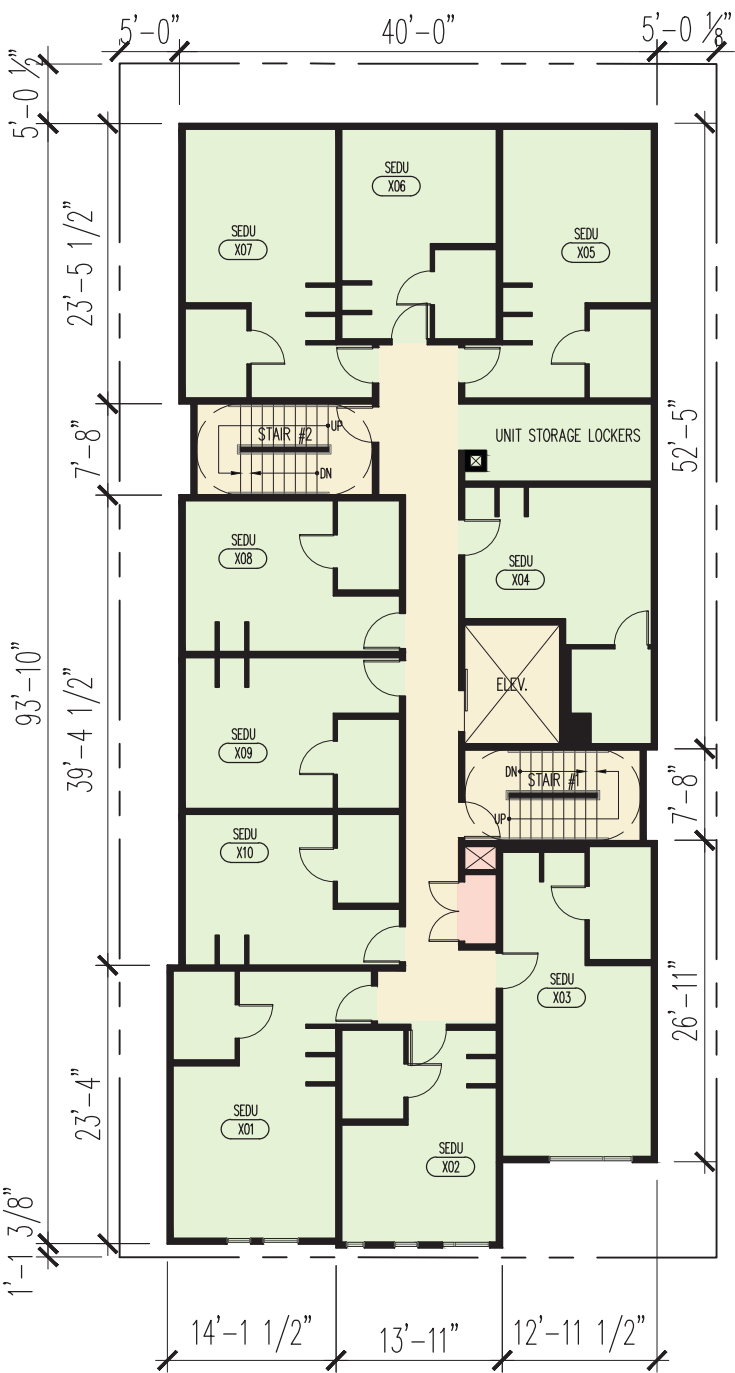 5'-0"
40'-0"
5'-0 ⅛"
5'-0 ½"
23'-5 1/2"
SEDU
X07
SEDU
X06
SEDU
X05
7'-8"
STAIR #2
UP
DN
UNIT STORAGE LOCKERS
52'-5"
SEDU
X08
SEDU
X04
93'-10"
39'-4 1/2"
ELEV.
SEDU
X09
DN
STAIR #1
UP
7'-8"
SEDU
X10
SEDU
X03
26'-11"
23'-4"
SEDU
X01
SEDU
X02
1'-1 3/8"
14'-1 1/2"
13'-11"
12'-11 1/2"